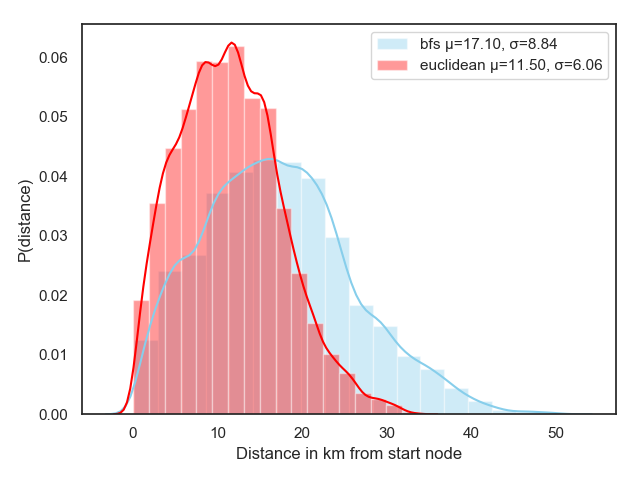 bfs µ=17.10, σ=8.84
euclidean µ=11.50, σ=6.06
P(distance)
0.06
0.05
0.04
0.03
0.02
0.01
0.00
0 10 20 30 40 50
Distance in km from start node